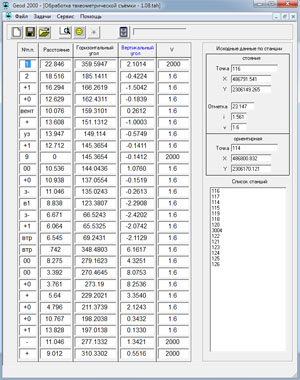 Geod 2000 - [Обработка тахеометрической съёмки - 1.08.tah]
Файл Задачи Сервис Помощь
№п.п. Расстояние Горизонтальный угол Вертикальный угол V
1 22.846 359.5947 2.1014 2000
2 18.516 185.1411 -0.4224 1.6
+1 16.294 166.2619 -1.5042 1.6
+0 12.629 162.4311 -0.1839 1.6
вент 10.076 159.3101 0.2612 1.6
+ 13.608 151.1312 -1.0003 1.6
уз 13.947 149.114 -0.5749 1.6
+1 12.712 145.3654 -0.1411 1.6
9 0 145.3654 -0.1412 2000
00 10.536 144.0436 1.0760 1.6
+0 10.938 137.0554 -0.1519 1.6
з- 11.046 135.0243 -0.2613 1.6
в1 8.838 123.3807 -2.2908 1.6
з- 6.671 66.5243 -2.4202 1.6
+1 6.064 65.5325 -2.0742 1.6
втр 6.545 69.2431 -2.1129 1.6
втр .742 348.4803 6.1617 1.6
00 8.275 279.1623 4.3251 1.6
00 3.392 270.4645 8.0753 1.6
+0 3.761 273.19 8.2536 1.6
+ 5.64 229.2021 3.3540 1.6
+0 4.796 211.3739 2.1243 1.6
+0 10.767 198.2038 0.3432 1.6
+1 13.828 197.0138 0.1330 1.6
- 11.046 277.1332 1.3421 2000
+ 9.012 310.3302 0.5516 2000
Исходные данные по станции
стояния
Точка 116
X 486791.541
Y 2306149.265
Отметка 23.147
i 1.561
v 1.6
ориентирная
Точка 114
X 486800.832
Y 2306170.121
Список станций
116
117
114
115
118
119
120
3004
122
121
123
124
125
126